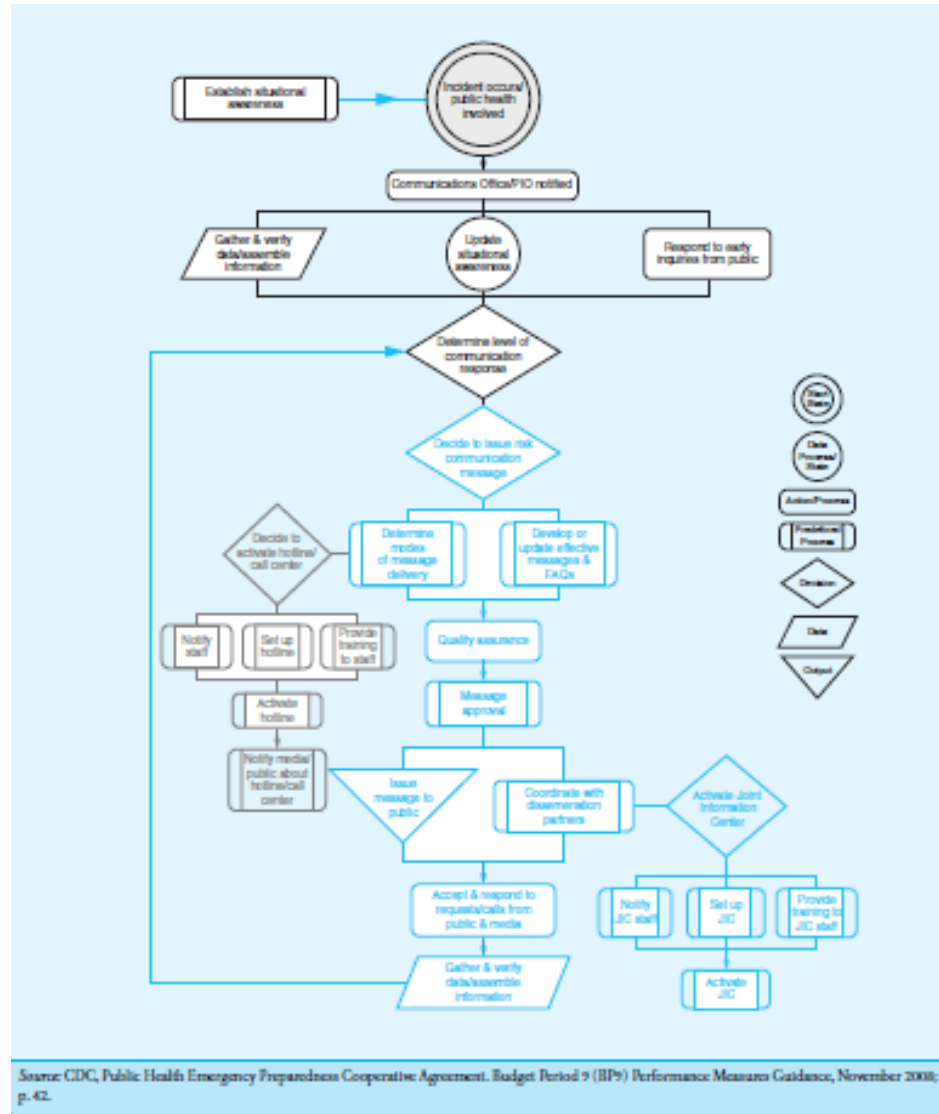 Establish situational
awareness
Incident occurs/
public health
involved
Communications Office/PIO notified
Gather & verify
data/assemble
information
Update
situational
awareness
Respond to early
inquiries from public
Determine level of
communication
response
Decide to issue risk
communication
message
Decide to
activate hotline/
call center
Determine
modes
of message
delivery
Develop or
update effective
messages &
FAQs
Notify
staff
Set up
hotline
Provide
training
to staff
Quality assurance
Activate
hotline
Message
approval
Notify media/
public about
hotline/call
center
Issue
message to
public
Coordinate with
dissemination
partners
Activate Joint
Information
Center
Accept & respond to
requests/calls from
public & media
Notify
JIC staff
Set up
JIC
Provide
training to
JIC staff
Gather & verify
data/assemble
information
Activate
JIC
Start
State
Data
Process/
State
Action/Process
Predefined
Process
Decision
Data
Output
Source: CDC, Public Health Emergency Preparedness Cooperative Agreement. Budget Period 9 (BP9) Performance Measures Guidance, November 2008;
p. 42.